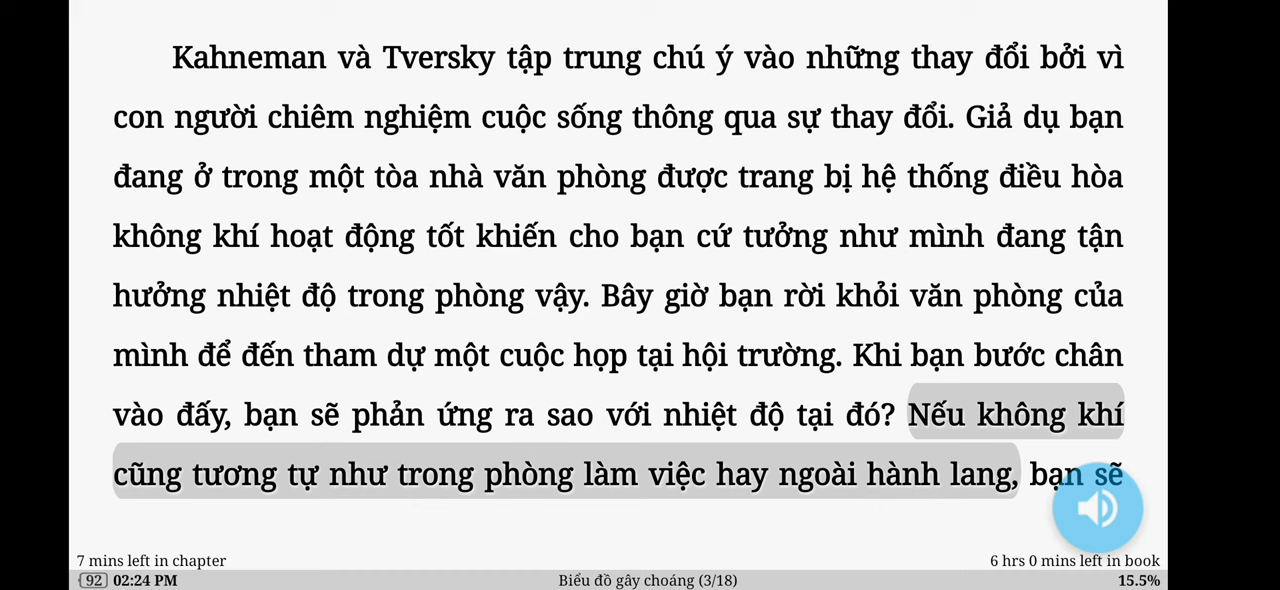 Kahneman và Tversky tập trung chú ý vào những thay đổi bởi vì
con người chiêm nghiệm cuộc sống thông qua sự thay đổi. Giả dụ bạn
đang ở trong một tòa nhà văn phòng được trang bị hệ thống điều hòa
không khí hoạt động tốt khiến cho bạn cứ tưởng như mình đang tận
hưởng nhiệt độ trong phòng vậy. Bây giờ bạn rời khỏi văn phòng của
mình để đến tham dự một cuộc họp tại hội trường. Khi bạn bước chân
vào đấy, bạn sẽ phản ứng ra sao với nhiệt độ tại đó? Nếu không khí
cũng tương tự như trong phòng làm việc hay ngoài hành lang, bạn sẽ
7 mins left in chapter 6 hrs 0 mins left in book
92 02:24 PM Biểu đồ gây choáng (3/18) 15.5%